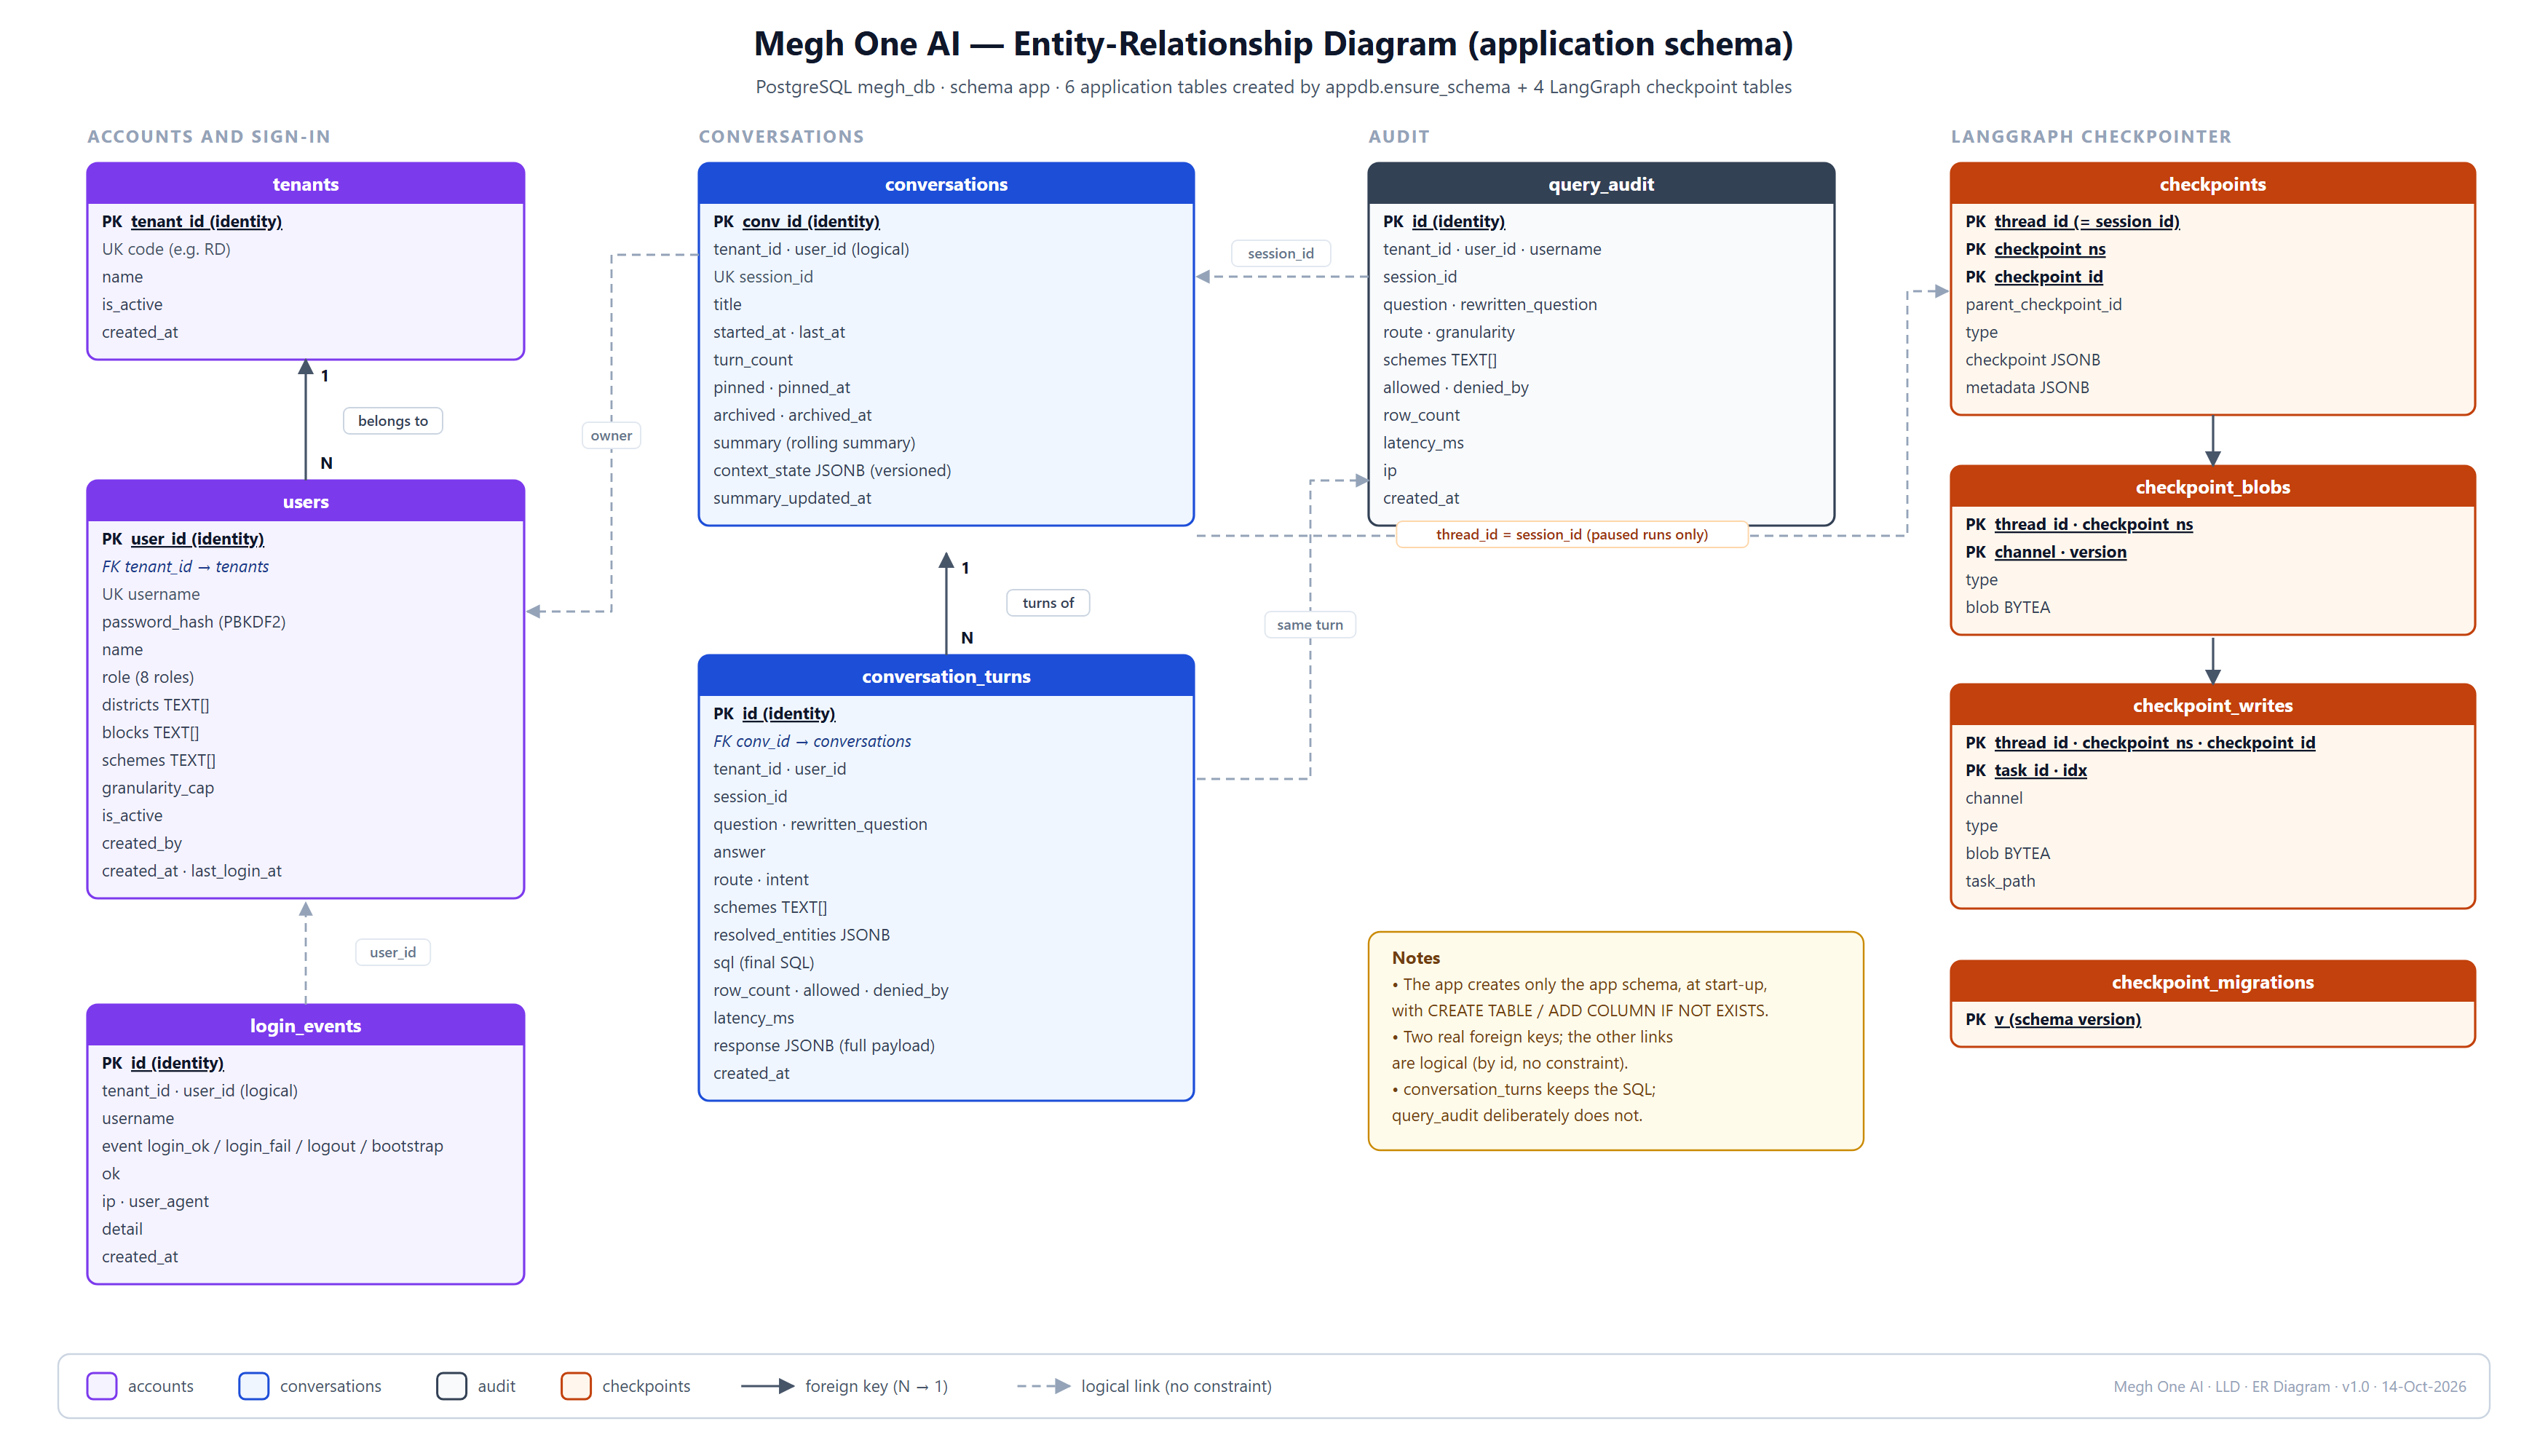 Megh One AI — Entity-Relationship Diagram (application schema)
PostgreSQL megh_db · schema app · 6 application tables created by appdb.ensure_schema + 4 LangGraph checkpoint tables
ACCOUNTS AND SIGN-IN
tenants
PK tenant_id (identity)
UK code (e.g. RD)
name
is_active
created_at
1
belongs to
N
users
PK user_id (identity)
FK tenant_id → tenants
UK username
password_hash (PBKDF2)
name
role (8 roles)
districts TEXT[]
blocks TEXT[]
schemes TEXT[]
granularity_cap
is_active
created_by
created_at · last_login_at
user_id
login_events
PK id (identity)
tenant_id · user_id (logical)
username
event login_ok / login_fail / logout / bootstrap
ok
ip · user_agent
detail
created_at
owner
CONVERSATIONS
conversations
PK conv_id (identity)
tenant_id · user_id (logical)
UK session_id
title
started_at · last_at
turn_count
pinned · pinned_at
archived · archived_at
summary (rolling summary)
context_state JSONB (versioned)
summary_updated_at
1
turns of
N
conversation_turns
PK id (identity)
FK conv_id → conversations
tenant_id · user_id
session_id
question · rewritten_question
answer
route · intent
schemes TEXT[]
resolved_entities JSONB
sql (final SQL)
row_count · allowed · denied_by
latency_ms
response JSONB (full payload)
created_at
session_id
same turn
AUDIT
query_audit
PK id (identity)
tenant_id · user_id · username
session_id
question · rewritten_question
route · granularity
schemes TEXT[]
allowed · denied_by
row_count
latency_ms
ip
created_at
thread_id = session_id (paused runs only)
Notes
• The app creates only the app schema, at start-up,
with CREATE TABLE / ADD COLUMN IF NOT EXISTS.
• Two real foreign keys; the other links
are logical (by id, no constraint).
• conversation_turns keeps the SQL;
query_audit deliberately does not.
LANGGRAPH CHECKPOINTER
checkpoints
PK thread_id (= session_id)
PK checkpoint_ns
PK checkpoint_id
parent_checkpoint_id
type
checkpoint JSONB
metadata JSONB
checkpoint_blobs
PK thread_id · checkpoint_ns
PK channel · version
type
blob BYTEA
checkpoint_writes
PK thread_id · checkpoint_ns · checkpoint_id
PK task_id · idx
channel
type
blob BYTEA
task_path
checkpoint_migrations
PK v (schema version)
accounts
conversations
audit
checkpoints
foreign key (N → 1)
logical link (no constraint)
Megh One AI · LLD · ER Diagram · v1.0 · 14-Oct-2026